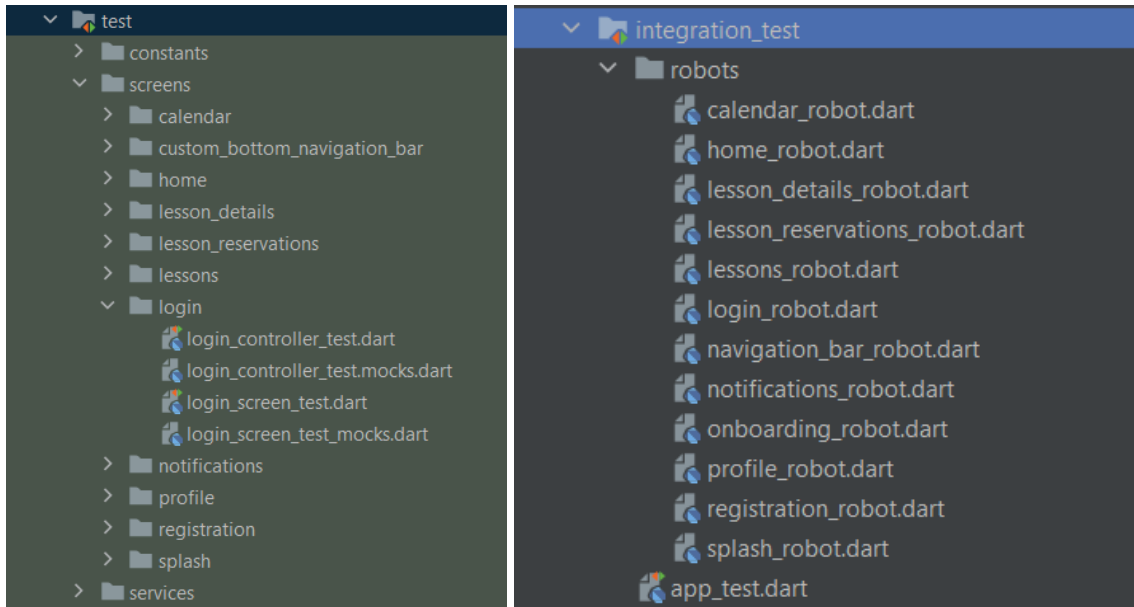 test
constants
screens
calendar
custom_bottom_navigation_bar
home
lesson_details
lesson_reservations
lessons
login
login_controller_test.dart
login_controller_test.mocks.dart
login_screen_test.dart
login_screen_test_mocks.dart
notifications
profile
registration
splash
services
integration_test
robots
calendar_robot.dart
home_robot.dart
lesson_details_robot.dart
lesson_reservations_robot.dart
lessons_robot.dart
login_robot.dart
navigation_bar_robot.dart
notifications_robot.dart
onboarding_robot.dart
profile_robot.dart
registration_robot.dart
splash_robot.dart
app_test.dart